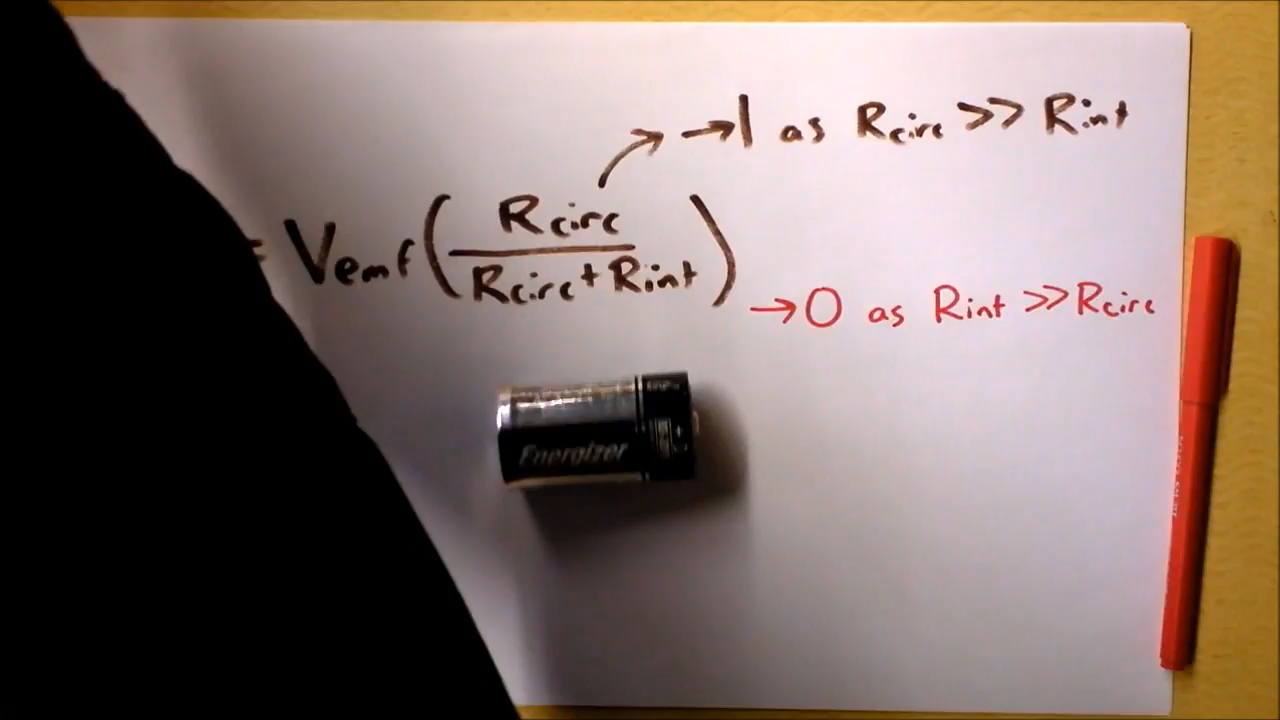 →1 as Rcirc >> Rint
= Vemf(Rcirc/(Rcirc+Rint))
→0 as Rint >> Rcirc
Energizer